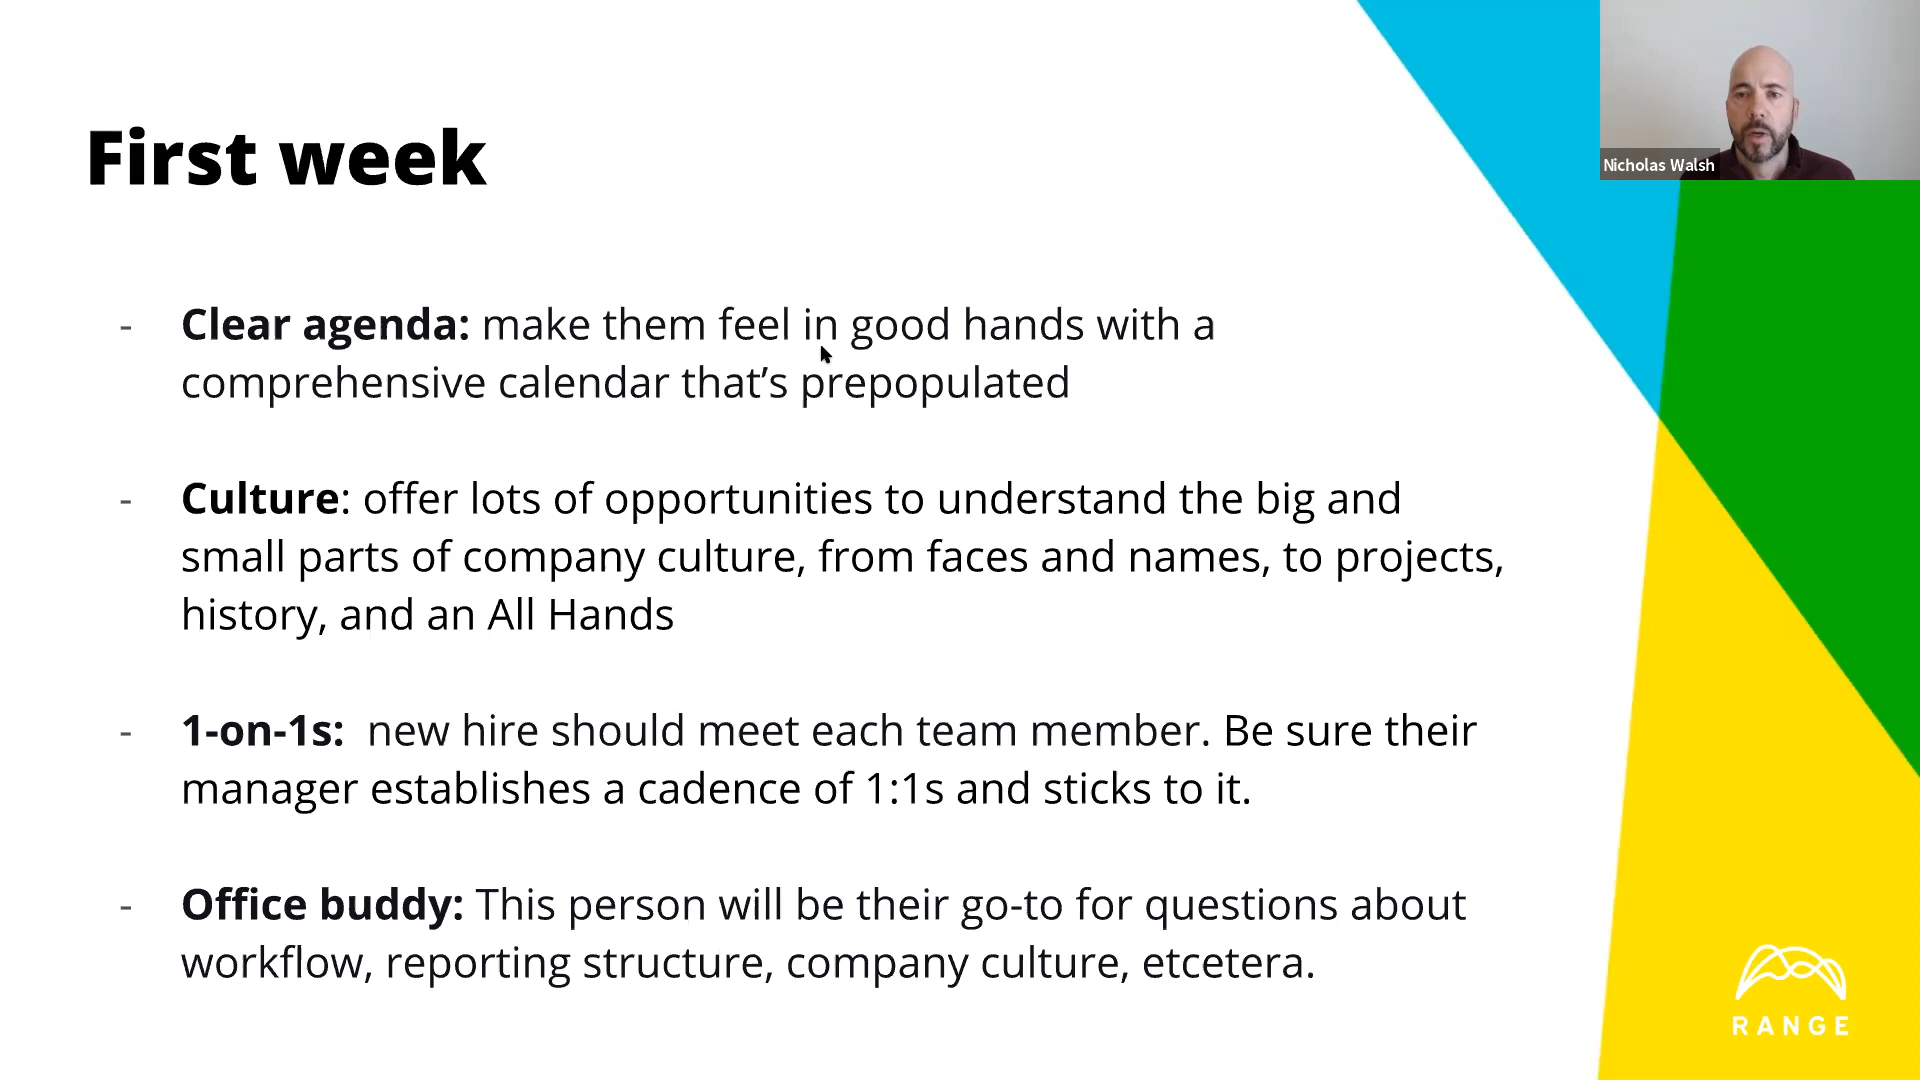 First week
Nicholas Walsh
- Clear agenda: make them feel in good hands with a
comprehensive calendar that’s prepopulated
- Culture: offer lots of opportunities to understand the big and
small parts of company culture, from faces and names, to projects,
history, and an All Hands
- 1-on-1s:  new hire should meet each team member. Be sure their
manager establishes a cadence of 1:1s and sticks to it.
- Office buddy: This person will be their go-to for questions about
workflow, reporting structure, company culture, etcetera.
RANGE